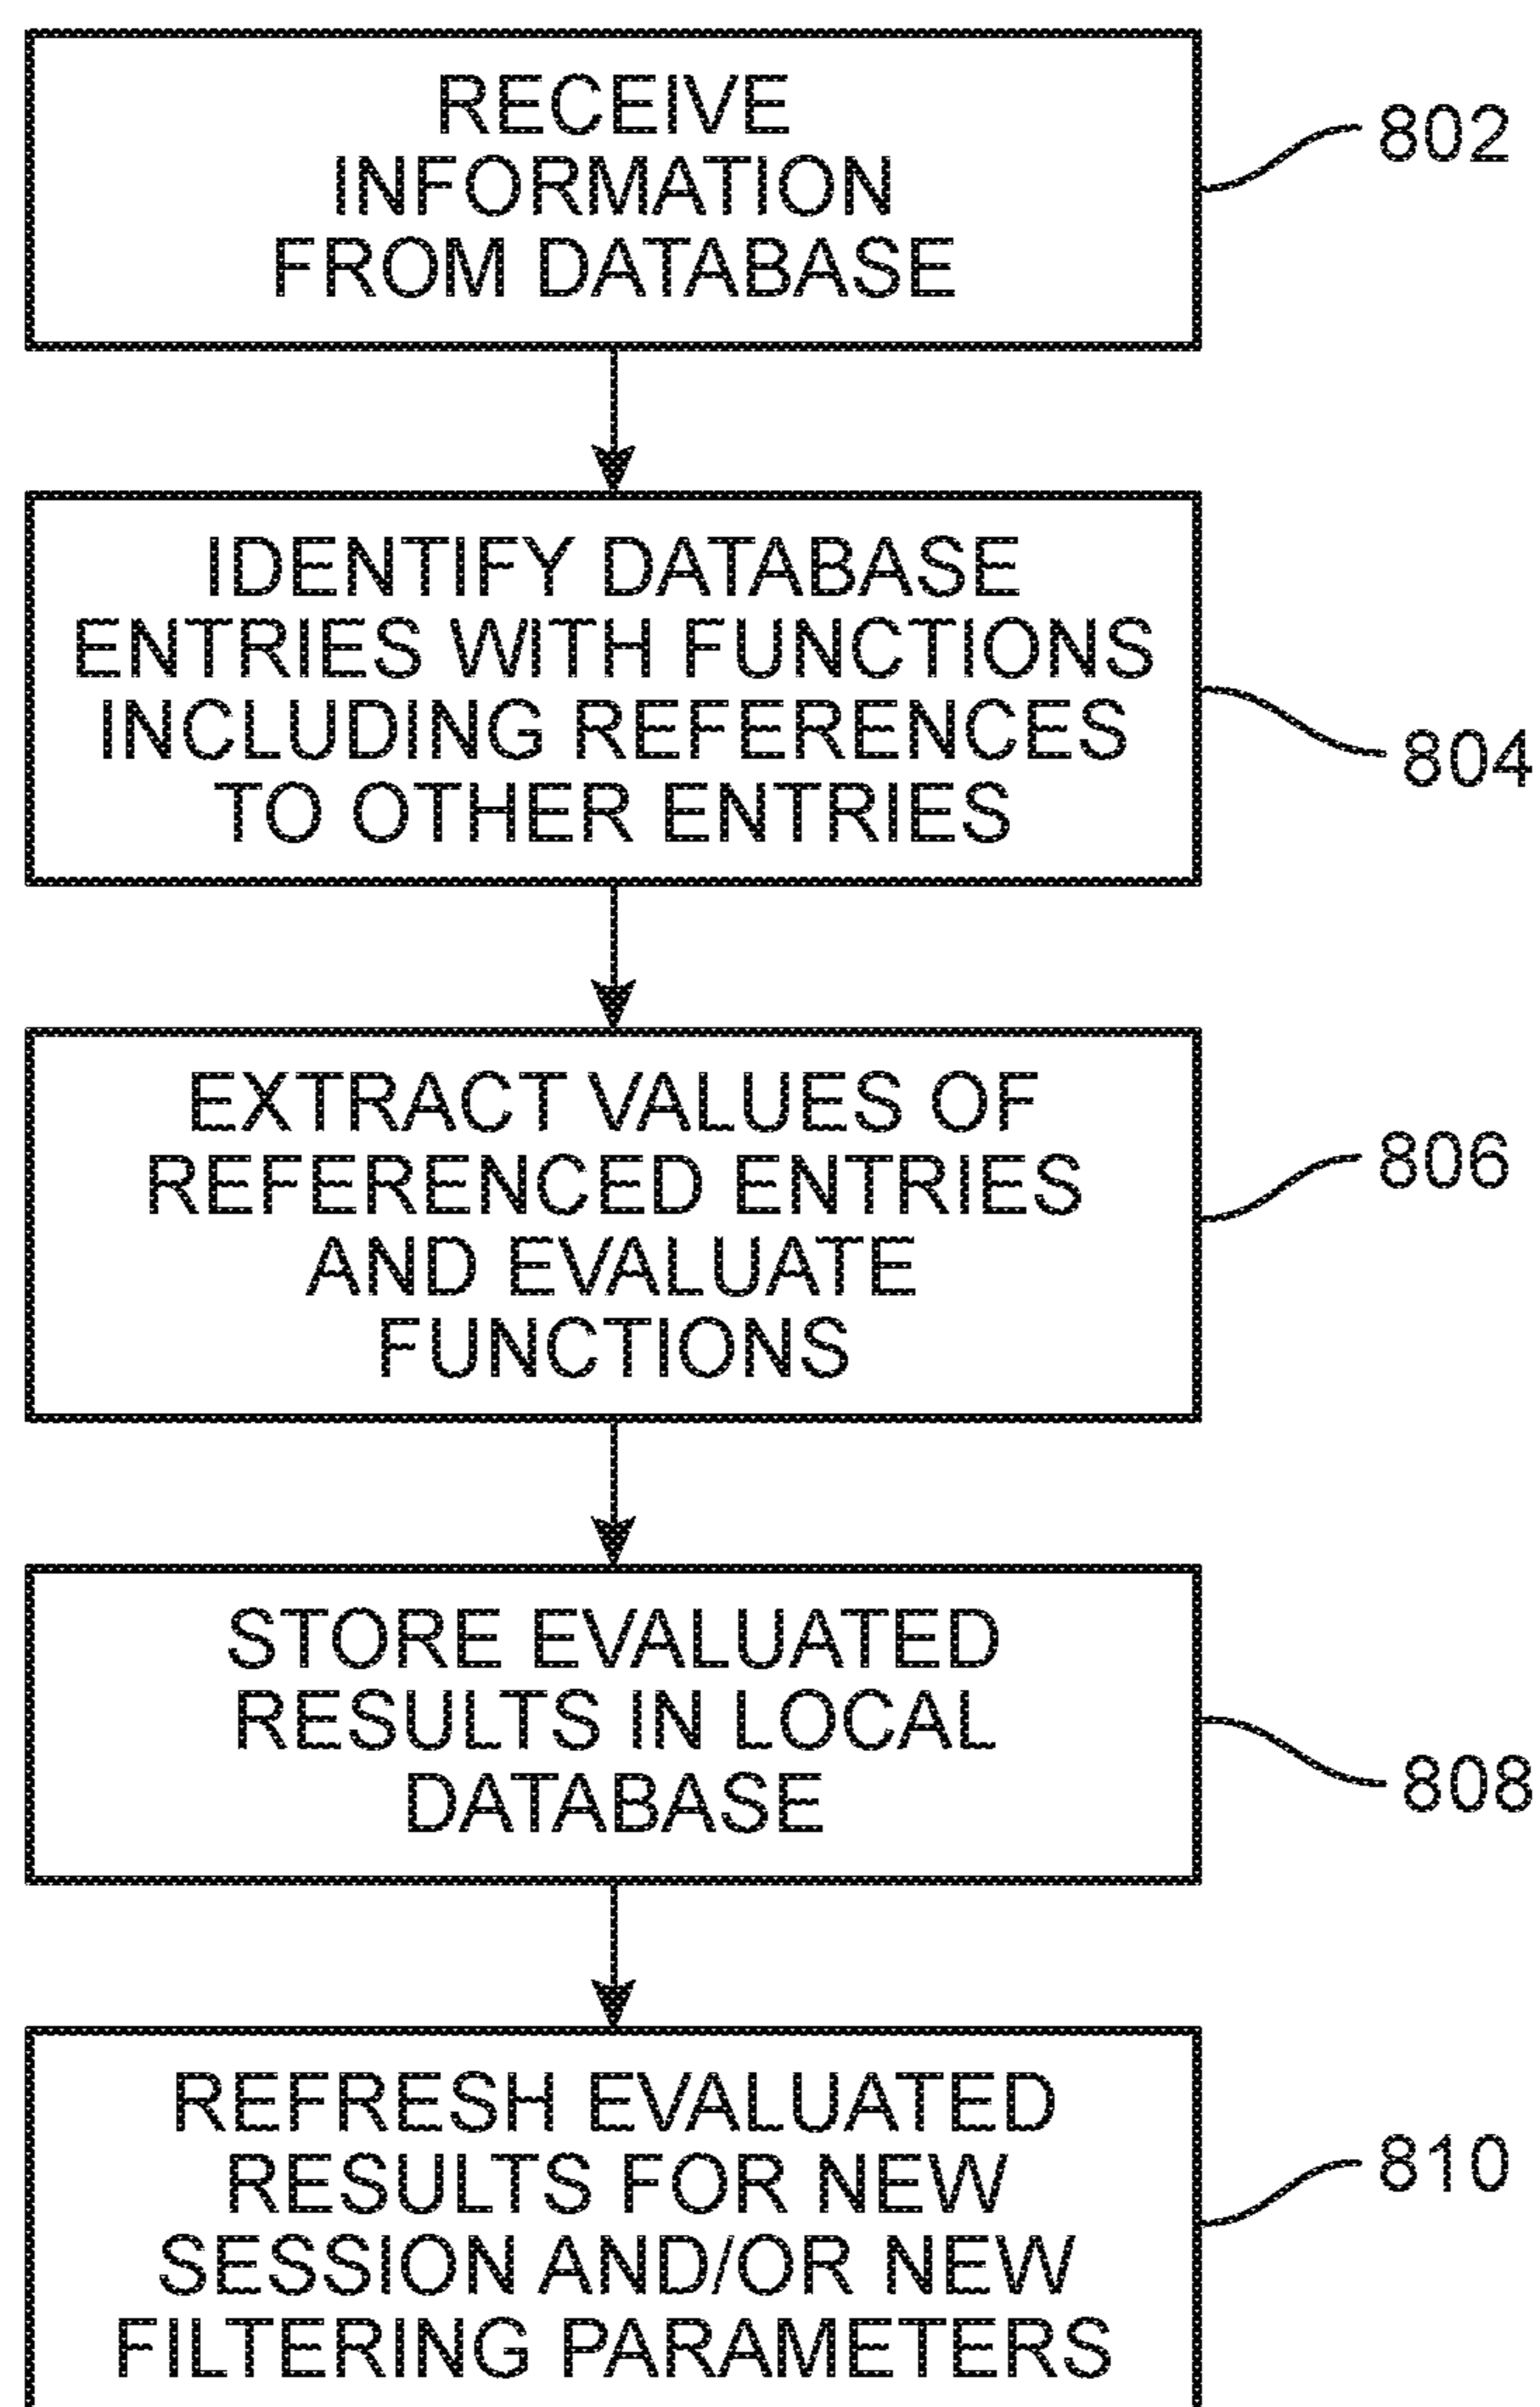 RECEIVE
INFORMATION
FROM DATABASE
802
IDENTIFY DATABASE
ENTRIES WITH FUNCTIONS
INCLUDING REFERENCES
TO OTHER ENTRIES
804
EXTRACT VALUES OF
REFERENCED ENTRIES
AND EVALUATE
FUNCTIONS
806
STORE EVALUATED
RESULTS IN LOCAL
DATABASE
808
REFRESH EVALUATED
RESULTS FOR NEW
SESSION AND/OR NEW
FILTERING PARAMETERS
810